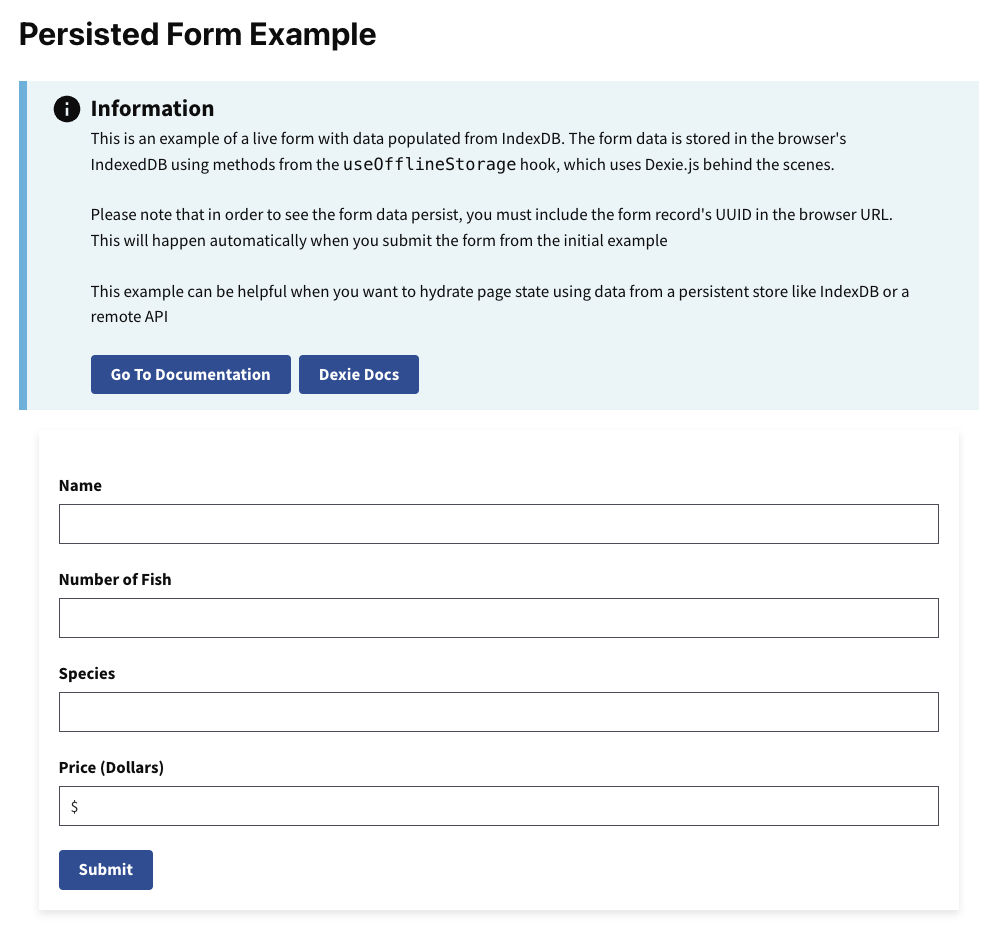 Persisted Form Example
Information
This is an example of a live form with data populated from IndexDB. The form data is stored in the browser's
IndexedDB using methods from the useOfflineStorage hook, which uses Dexie.js behind the scenes.
Please note that in order to see the form data persist, you must include the form record's UUID in the browser URL.
This will happen automatically when you submit the form from the initial example
This example can be helpful when you want to hydrate page state using data from a persistent store like IndexDB or a
remote API
Go To Documentation Dexie Docs
Name
Number of Fish
Species
Price (Dollars)
$
Submit